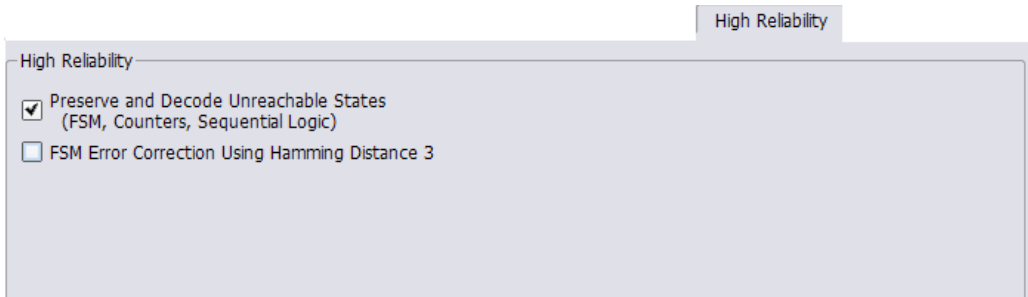 High Reliability
High Reliability
Preserve and Decode Unreachable States
(FSM, Counters, Sequential Logic)
FSM Error Correction Using Hamming Distance 3